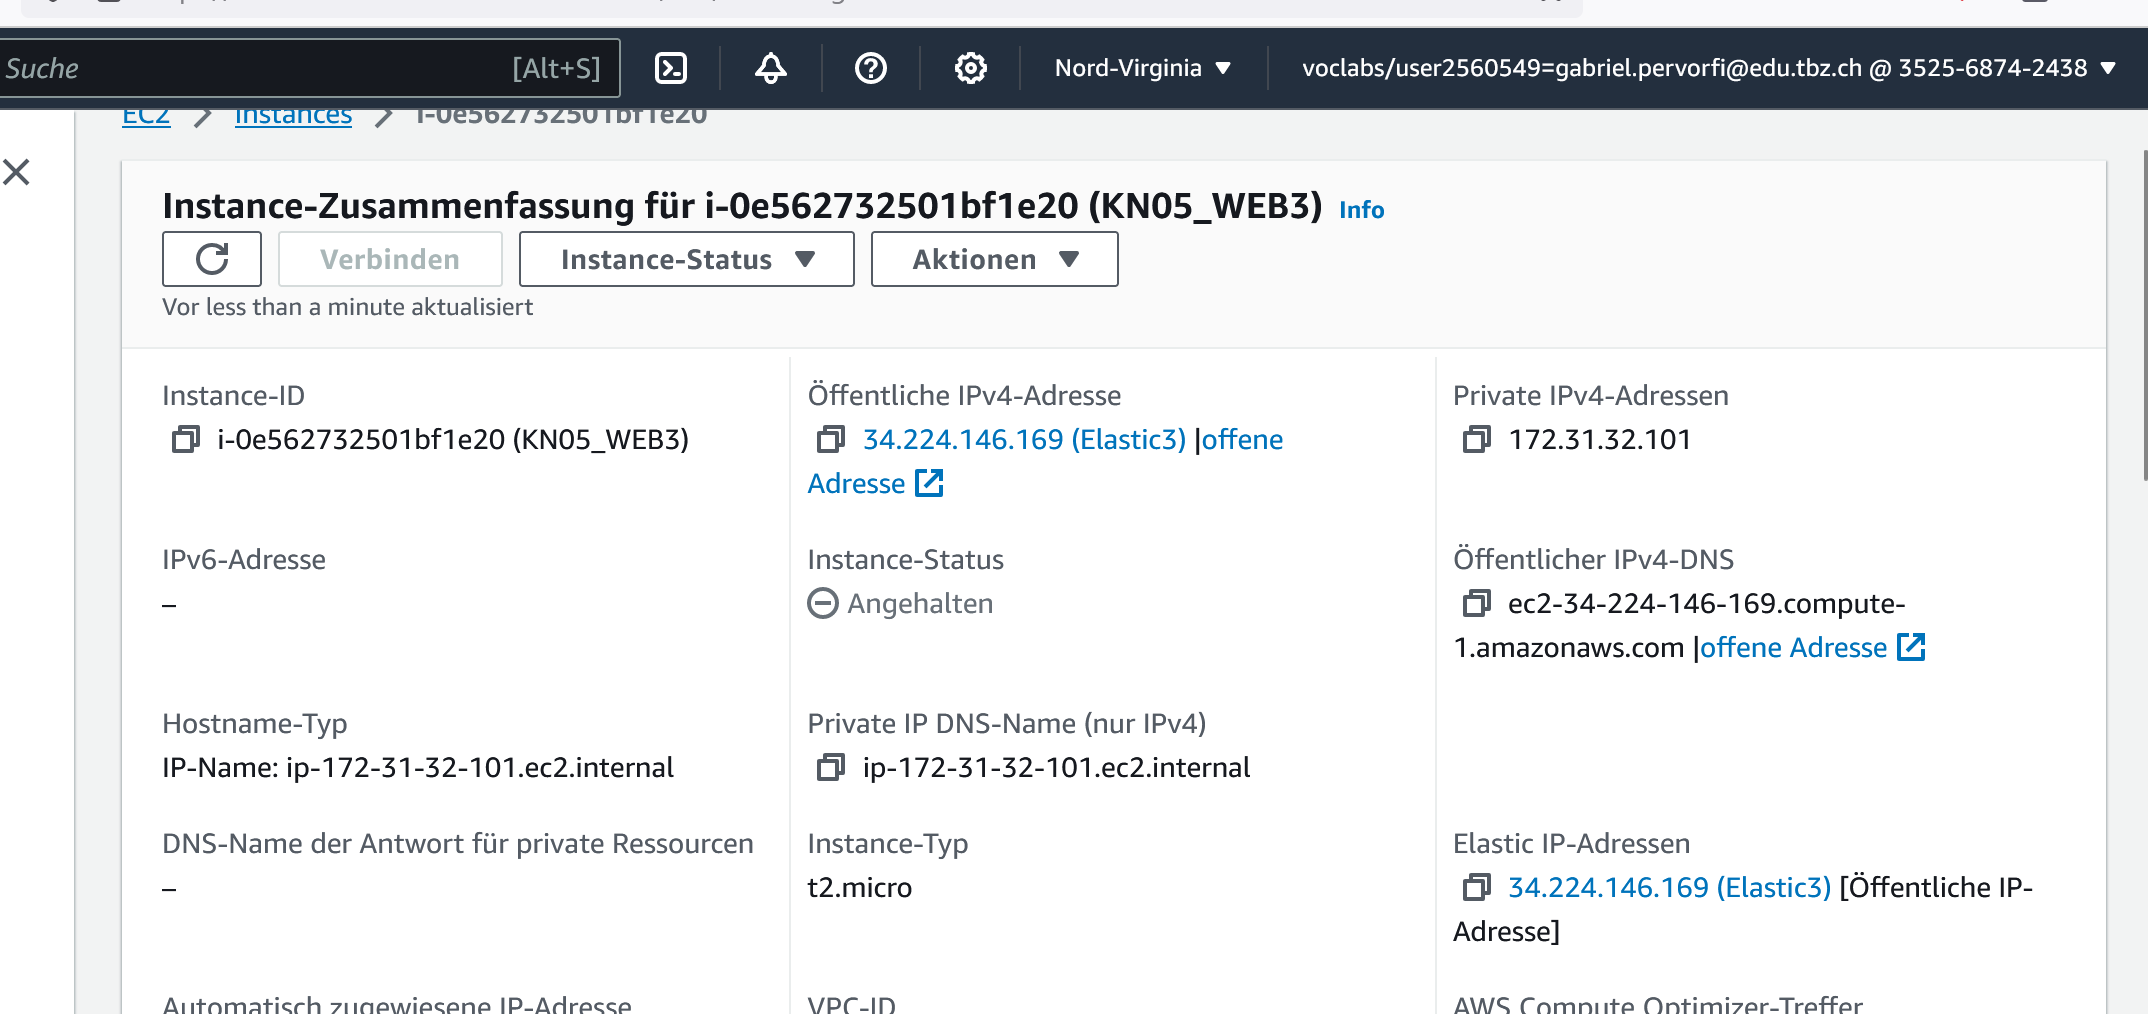 Suche [Alt+S] Nord-Virginia voclabs/user2560549=gabriel.pervorfi@edu.tbz.ch @ 3525-6874-2438
EC2 Instances i-0e562732501bf1e20
Instance-Zusammenfassung für i-0e562732501bf1e20 (KN05_WEB3) Info
Verbinden Instance-Status Aktionen
Vor less than a minute aktualisiert
Instance-ID
i-0e562732501bf1e20 (KN05_WEB3)
Öffentliche IPv4-Adresse
34.224.146.169 (Elastic3) |offene
Adresse
Private IPv4-Adressen
172.31.32.101
IPv6-Adresse
–
Instance-Status
Angehalten
Öffentlicher IPv4-DNS
ec2-34-224-146-169.compute-
1.amazonaws.com |offene Adresse
Hostname-Typ
IP-Name: ip-172-31-32-101.ec2.internal
Private IP DNS-Name (nur IPv4)
ip-172-31-32-101.ec2.internal
DNS-Name der Antwort für private Ressourcen
–
Instance-Typ
t2.micro
Elastic IP-Adressen
34.224.146.169 (Elastic3) [Öffentliche IP-
Adresse]
Automatisch zugewiesene IP-Adresse
VPC-ID
AWS Compute Optimizer-Treffer